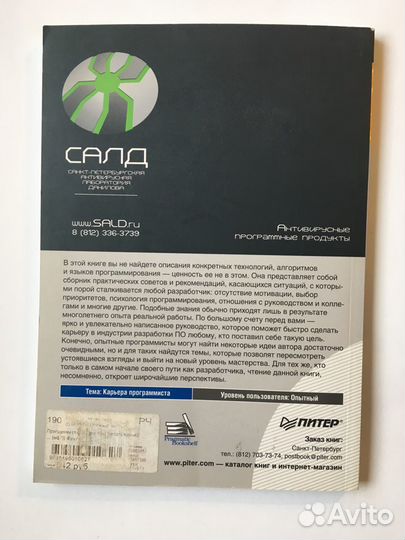 САЛД
САНКТ-ПЕТЕРБУРГСКАЯ
АНТИВИРУСНАЯ
ЛАБОРАТОРИЯ
ДАНИЛОВА
www.SALD.ru
8 (812) 336-3739
Антивирусные
программные продукты
В этой книге вы не найдете описания конкретных технологий, алгоритмов
и языков программирования — ценность ее не в этом. Она представляет собой
сборник практических советов и рекомендаций, касающихся ситуаций, с которы-
ми порой сталкивается любой разработчик: отсутствие мотивации, выбор
приоритетов, психология программирования, отношения с руководством и колле-
гами и многие другие. Подобные знания обычно приходят лишь в результате
многолетнего опыта реальной работы. По большому счету перед вами —
ярко и увлекательно написанное руководство, которое поможет быстро сделать
карьеру в индустрии разработки ПО любому, кто поставил себе такую цель.
Конечно, опытные программисты могут найти некоторые идеи автора достаточно
очевидными, но и для таких найдутся темы, которые позволят пересмотреть
устоявшиеся взгляды и выйти на новый уровень мастерства. Для тех же, кто
только в самом начале своего пути как разработчика, чтение данной книги,
несомненно, откроет широчайшие перспективы.
Тема: Карьера программиста
Уровень пользователя: Опытный
190
РЧ
Pragmatic
Bookshelf
ПИТЕР
Заказ книг:
Санкт-Петербург
тел.: (812) 703-73-74, postbook@piter.com
www.piter.com — каталог книг и интернет-магазин
Avito